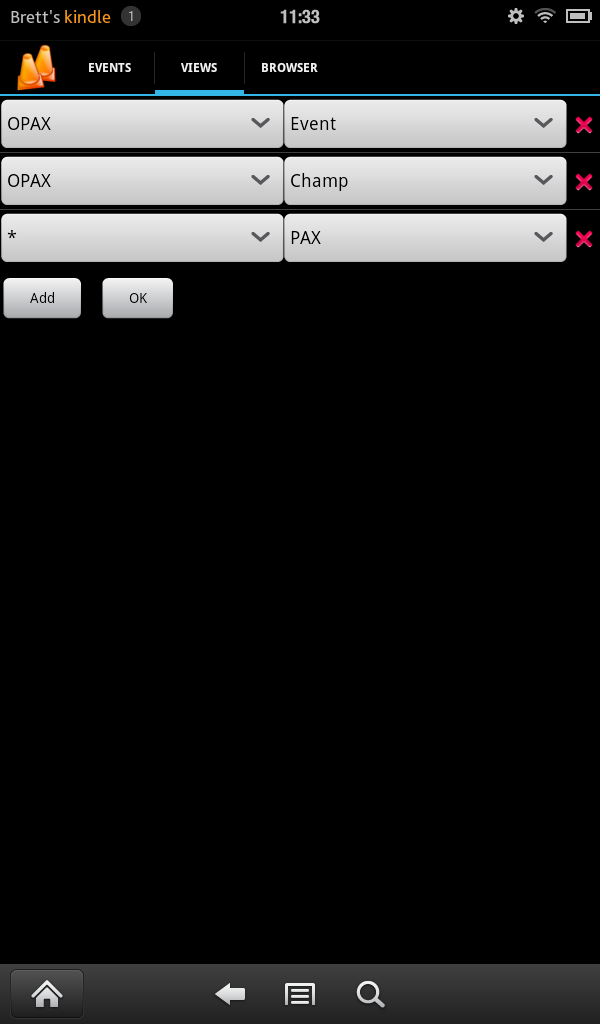 Brett's kindle 1 11:33
EVENTS VIEWS BROWSER
OPAX Event
OPAX Champ
* PAX
Add OK